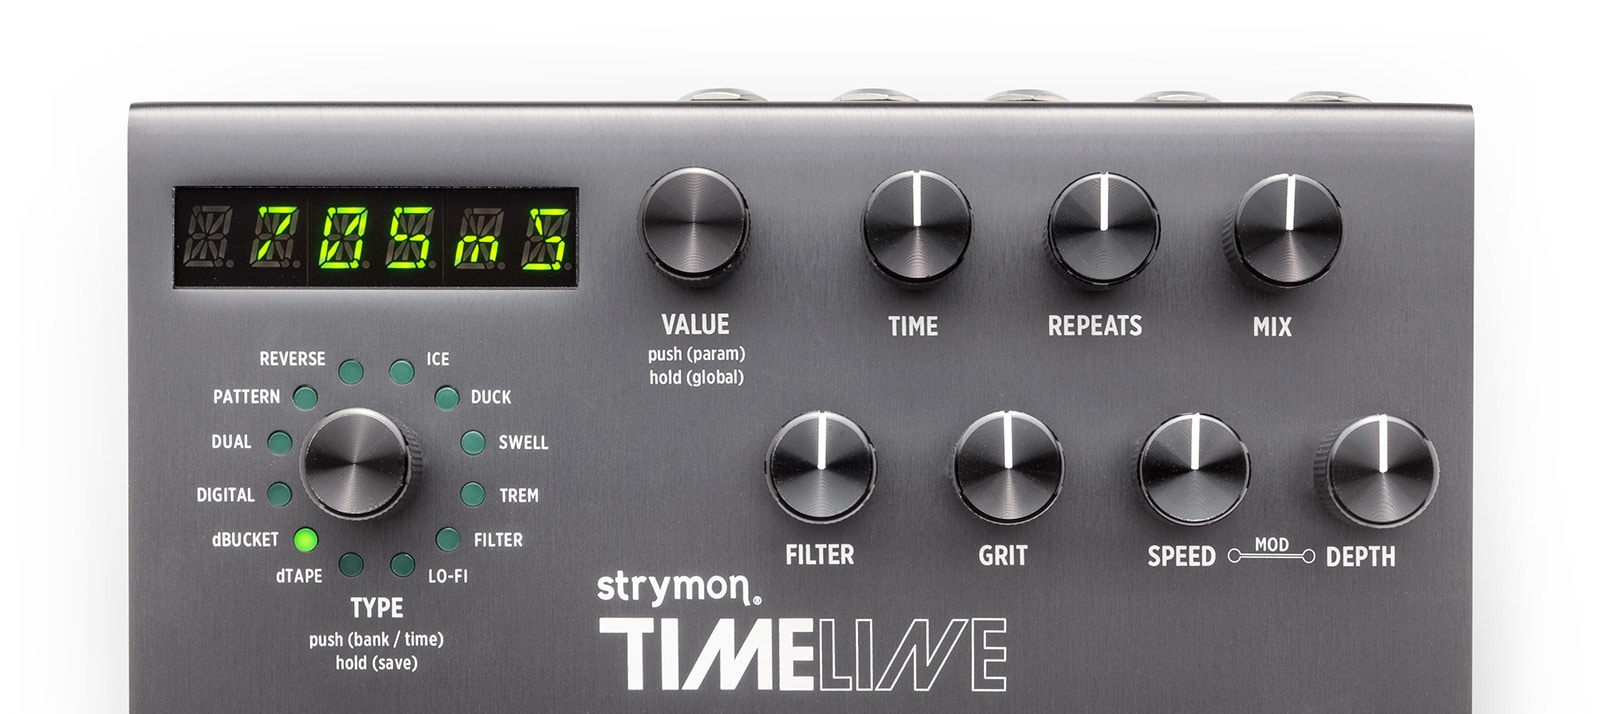 705mS
VALUE
push (param)
hold (global)
TIME
REPEATS
MIX
REVERSE
ICE
PATTERN
DUCK
DUAL
SWELL
DIGITAL
TREM
dBUCKET
FILTER
dTAPE
LO-FI
TYPE
push (bank / time)
hold (save)
FILTER
GRIT
SPEED
MOD
DEPTH
strymon®
TIMELINE